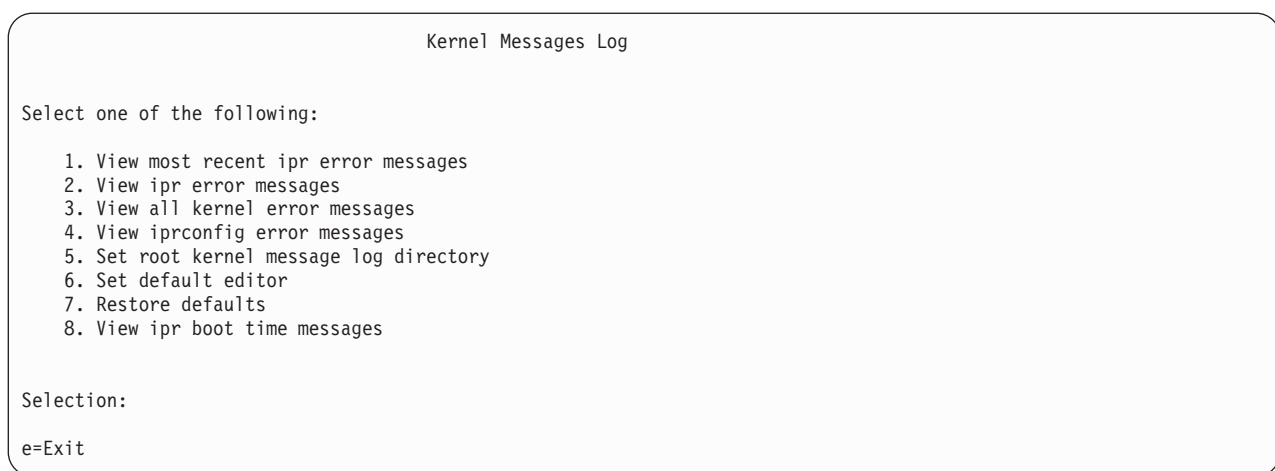 Kernel Messages Log
Select one of the following:
1. View most recent ipr error messages
2. View ipr error messages
3. View all kernel error messages
4. View iprconfig error messages
5. Set root kernel message log directory
6. Set default editor
7. Restore defaults
8. View ipr boot time messages
Selection:
e=Exit